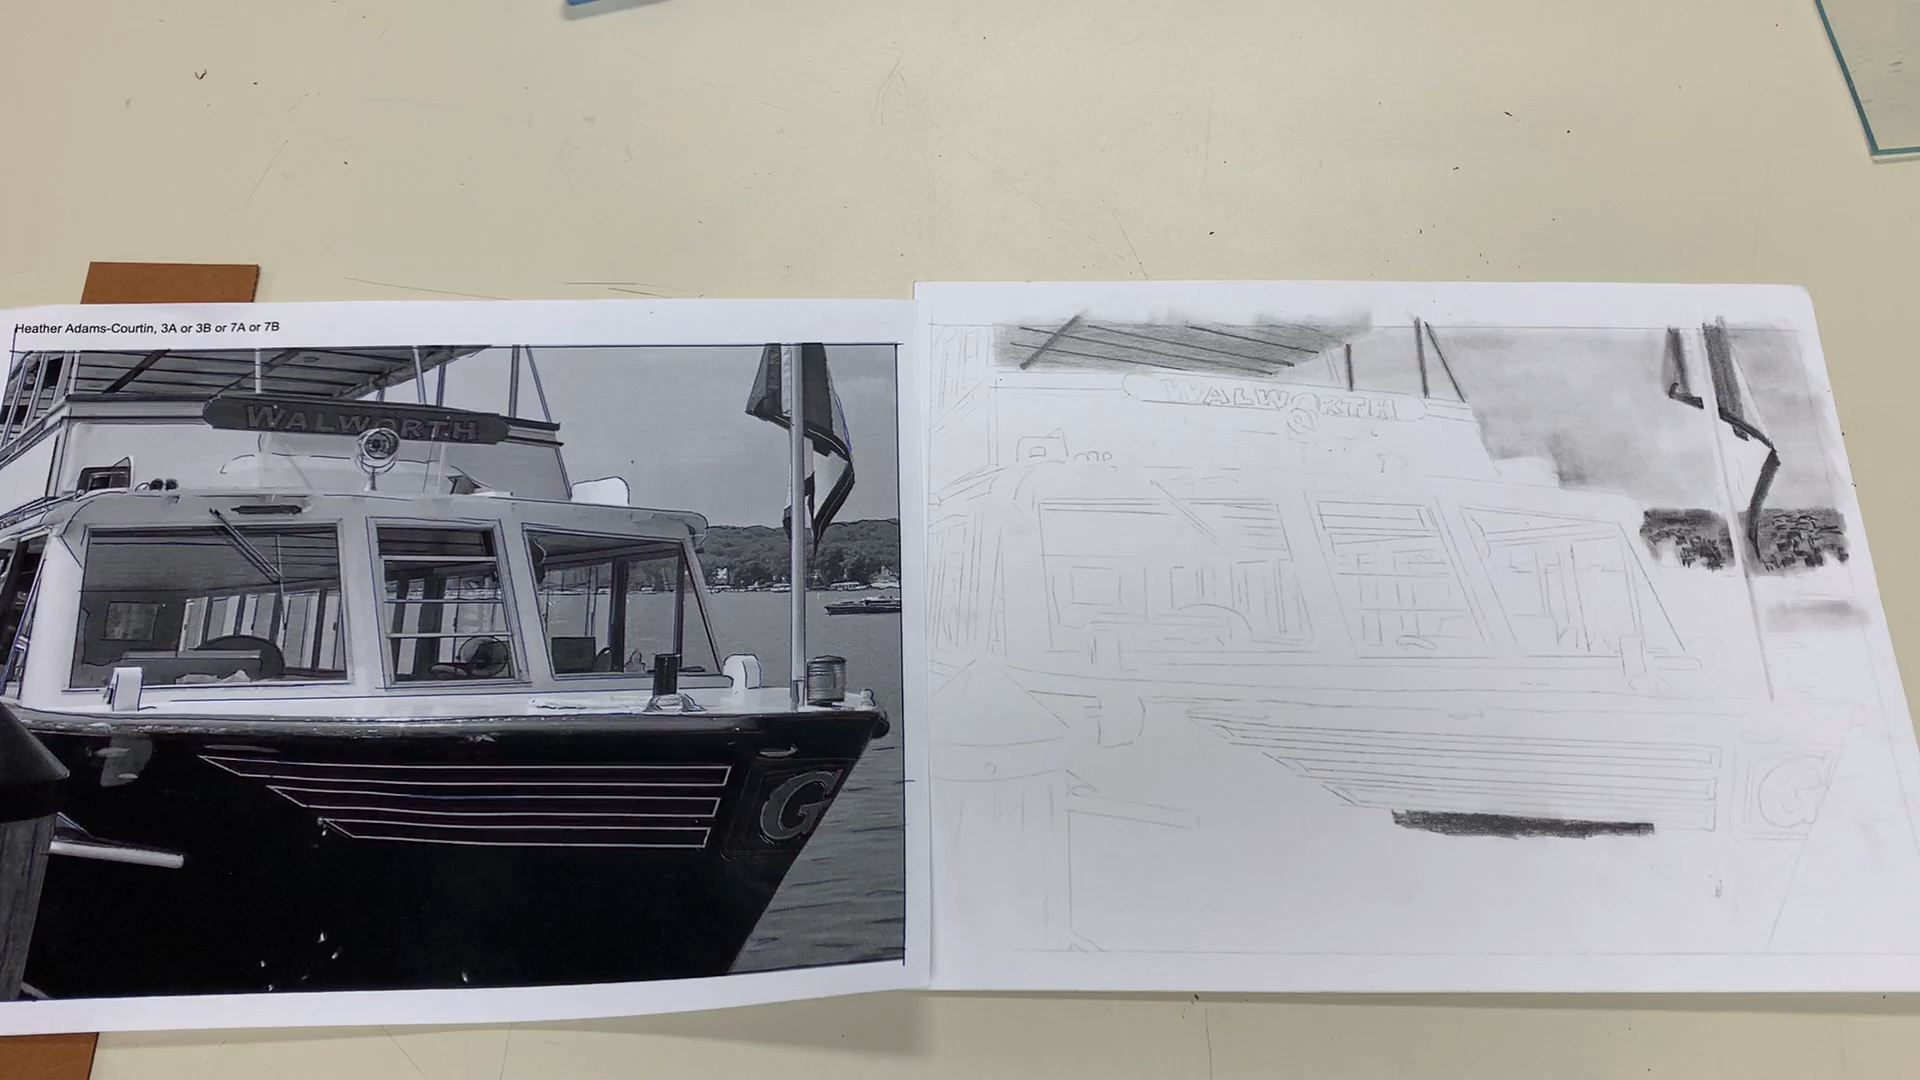 Heather Adams-Courtin, 3A or 3B or 7A or 7B
WALWORTH
G
WALWORTH
G